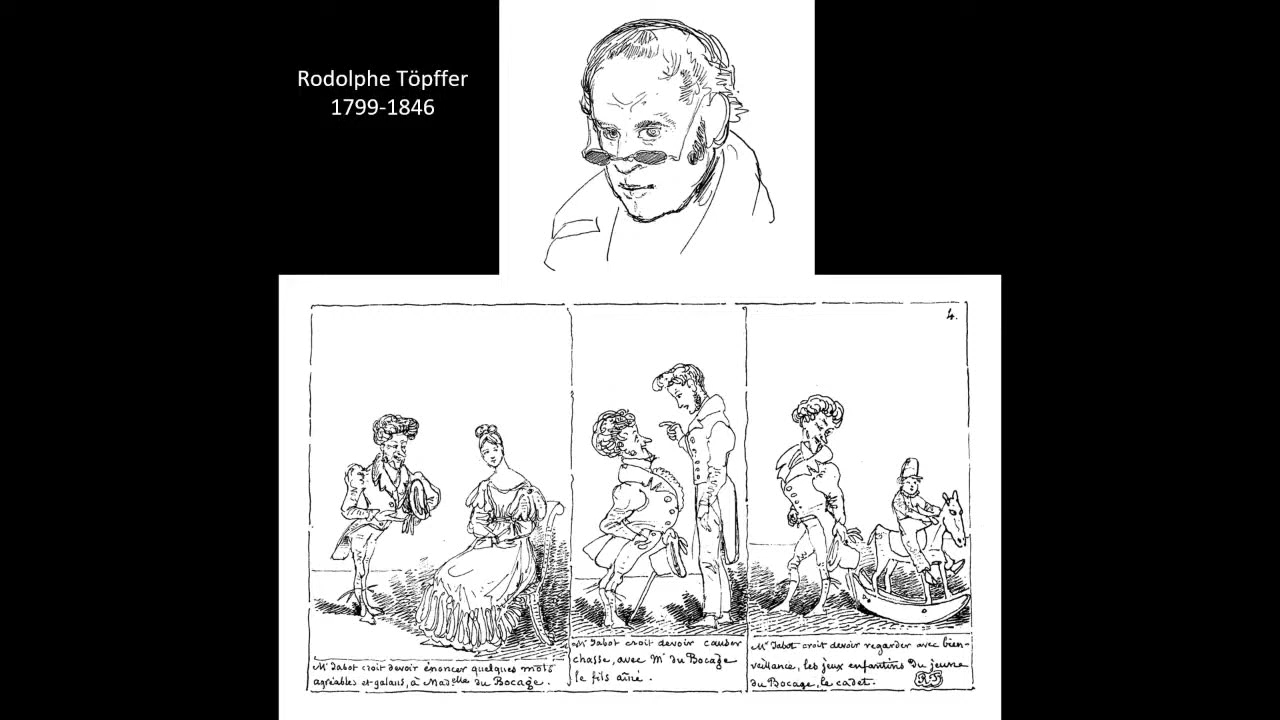 Rodolphe Töpffer
1799-1846
4.
Mr Jabot croit devoir énoncer quelques mots
agréables et galans, à Madelle du Bocage.
Mr Jabot croit devoir causer
chasse, avec Mr du Bocage
le fils aîné.
Mr Jabot croit devoir regarder avec bien-
veillance, les jeux enfantins du jeune
du Bocage, le cadet.
RT